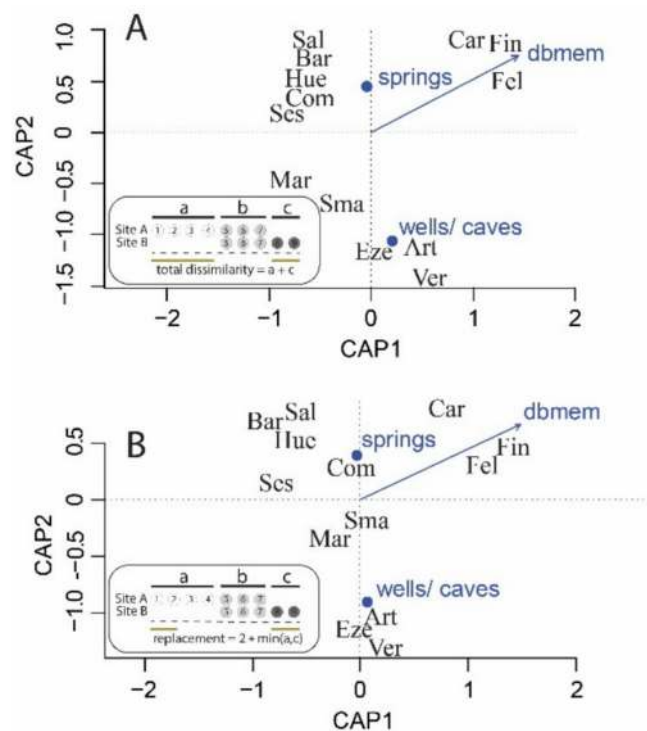 A
1.0
0.5
0
−0.5
−1.0
−1.5
CAP2
Sal
Bar
Hue
Com
Scs
Car
Fin
Fel
dbmem
springs
Mar
Sma
wells/ caves
Eze
Art
Ver
a b c
Site A 1 2 3 4 5 6 7
Site B 5 6 7
total dissimilarity = a + c
−2 −1 0 1 2
CAP1
B
0.5
0
−0.5
−1.0
CAP2
Sal
Bar
Hue
Com
Scs
Car
Fin
Fel
dbmem
springs
Sma
Mar
wells/ caves
Art
Eze
Ver
a b c
Site A 1 2 3 4 5 6 7
Site B 5 6 7
replacement − 2 + min(a,c)
−2 −1 0 1 2
CAP1